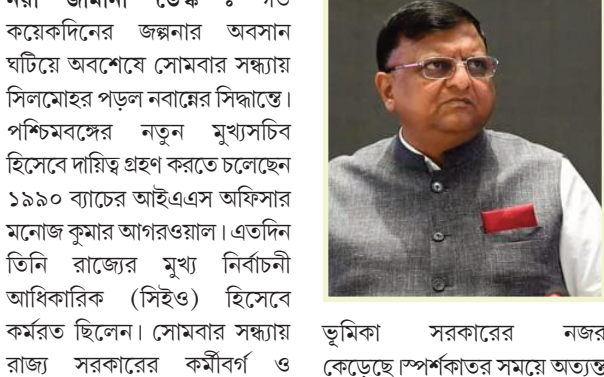 নয়া জামানা ডেস্ক ঃ গত
কয়েকদিনের জল্পনার অবসান
ঘটিয়ে অবশেষে সোমবার সন্ধ্যায়
সিলমোহর পড়ল নবান্নের সিদ্ধান্তে।
পশ্চিমবঙ্গের নতুন মুখ্যসচিব
হিসেবে দায়িত্ব গ্রহণ করতে চলেছেন
১৯৯০ ব্যাচের আইএএস অফিসার
মনোজ কুমার আগরওয়াল। এতদিন
তিনি রাজ্যের মুখ্য নির্বাচনী
আধিকারিক (সিইও) হিসেবে
কর্মরত ছিলেন। সোমবার সন্ধ্যায়
রাজ্য সরকারের কর্মীবর্গ ও
ভূমিকা সরকারের নজর
কেড়েছে।স্পর্শকাতর সময়ে অত্যন্ত